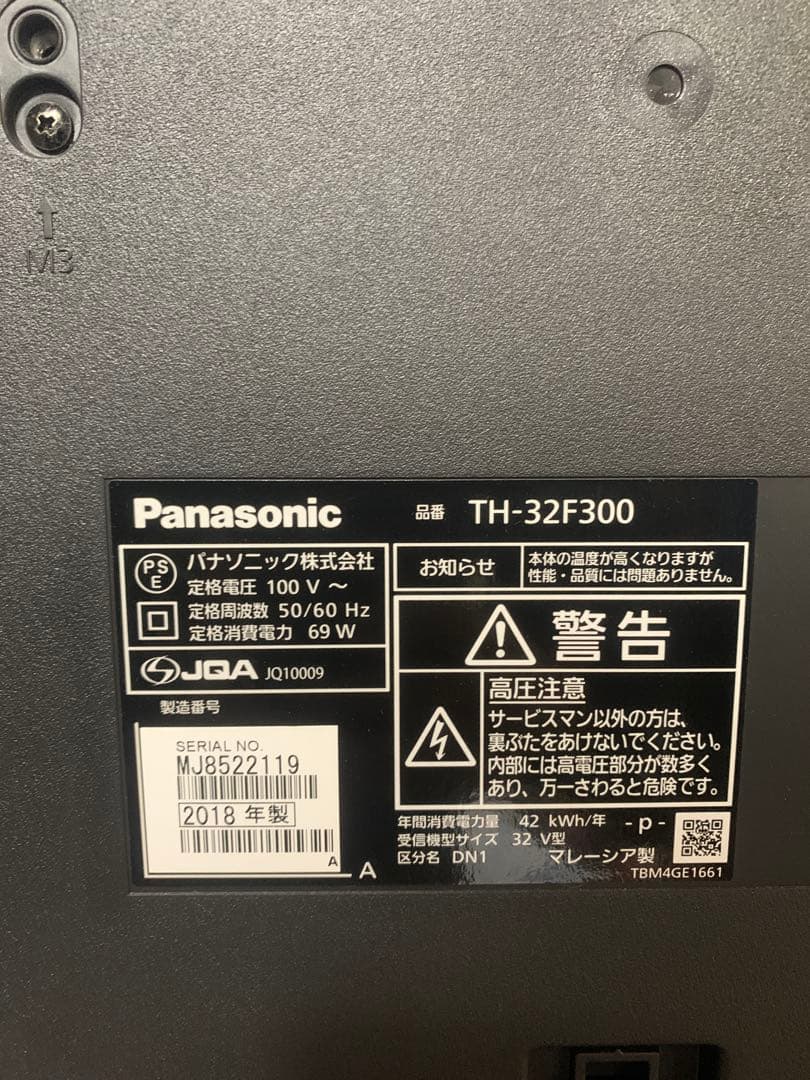 M3
Panasonic
品番 TH-32F300
PS
E
パナソニック株式会社
定格電圧 100 V ～
定格周波数 50/60 Hz
定格消費電力 69 W
JQA JQ10009
製造番号
SERIAL NO.
MJ8522119
2018 年製
A
A
お知らせ
本体の温度が高くなりますが
性能・品質には問題ありません。
警告
高圧注意
サービスマン以外の方は、
裏ぶたをあけないでください。
内部には高電圧部分が数多く
あり、万一さわると危険です。
年間消費電力量 42 kWh/年 - p -
受信機型サイズ 32 V型
区分名 DN1 マレーシア製
TBM4GE1661